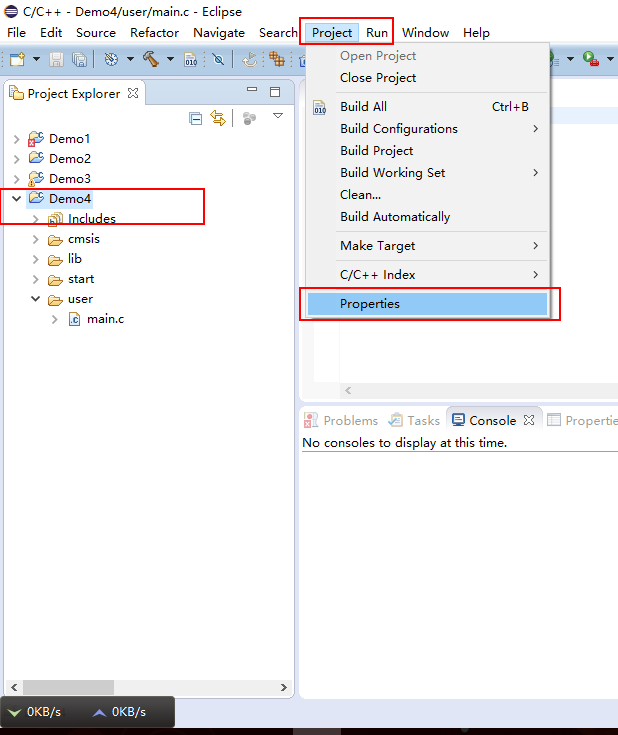 C/C++ - Demo4/user/main.c - Eclipse
File Edit Source Refactor Navigate Search Project Run Window Help
Project Explorer
Demo1
Demo2
Demo3
Demo4
Includes
cmsis
lib
start
user
main.c
Open Project
Close Project
Build All Ctrl+B
Build Configurations
Build Project
Build Working Set
Clean...
Build Automatically
Make Target
C/C++ Index
Properties
Problems Tasks Console Propertie
No consoles to display at this time.
0KB/s 0KB/s